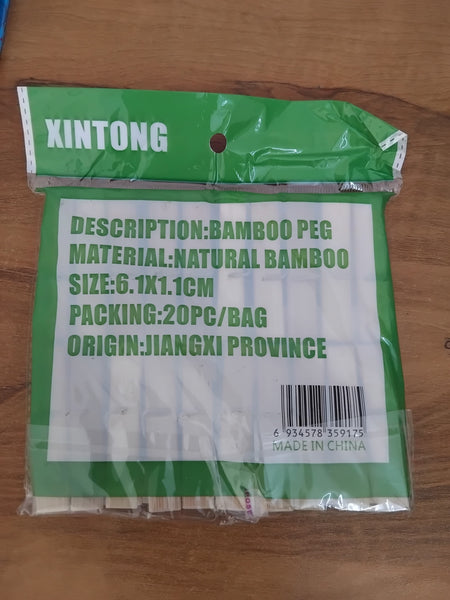 XINTONG
DESCRIPTION:BAMBOO PEG
MATERIAL:NATURAL BAMBOO
SIZE:6.1X1.1CM
PACKING:20PC/BAG
ORIGIN:JIANGXI PROVINCE
6 934578 359175
MADE IN CHINA